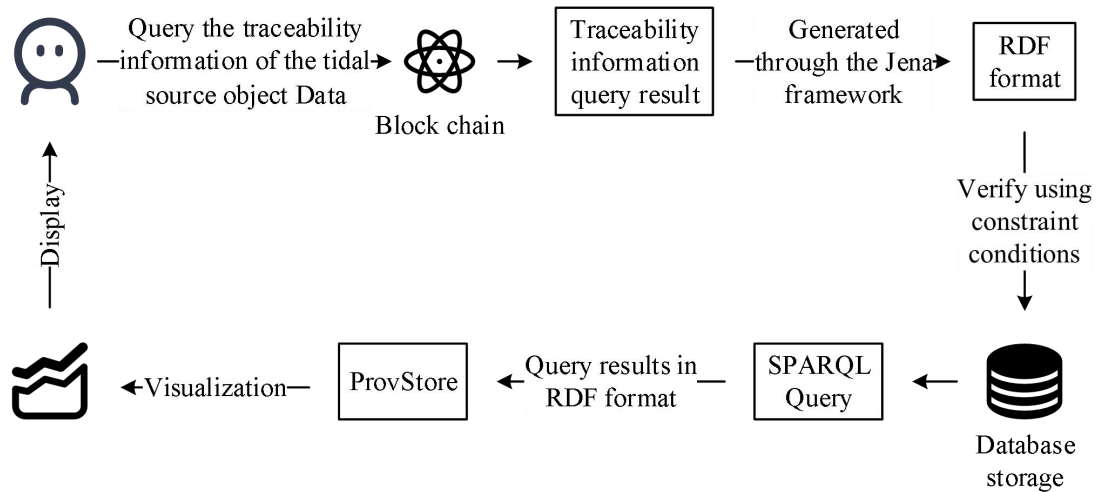 Query the traceability
information of the tidal
source object Data
Block chain
Traceability
information
query result
Generated
through the Jena
framework
RDF
format
Verify using
constraint
conditions
Database
storage
SPARQL
Query
Query results in
RDF format
ProvStore
Visualization
Display